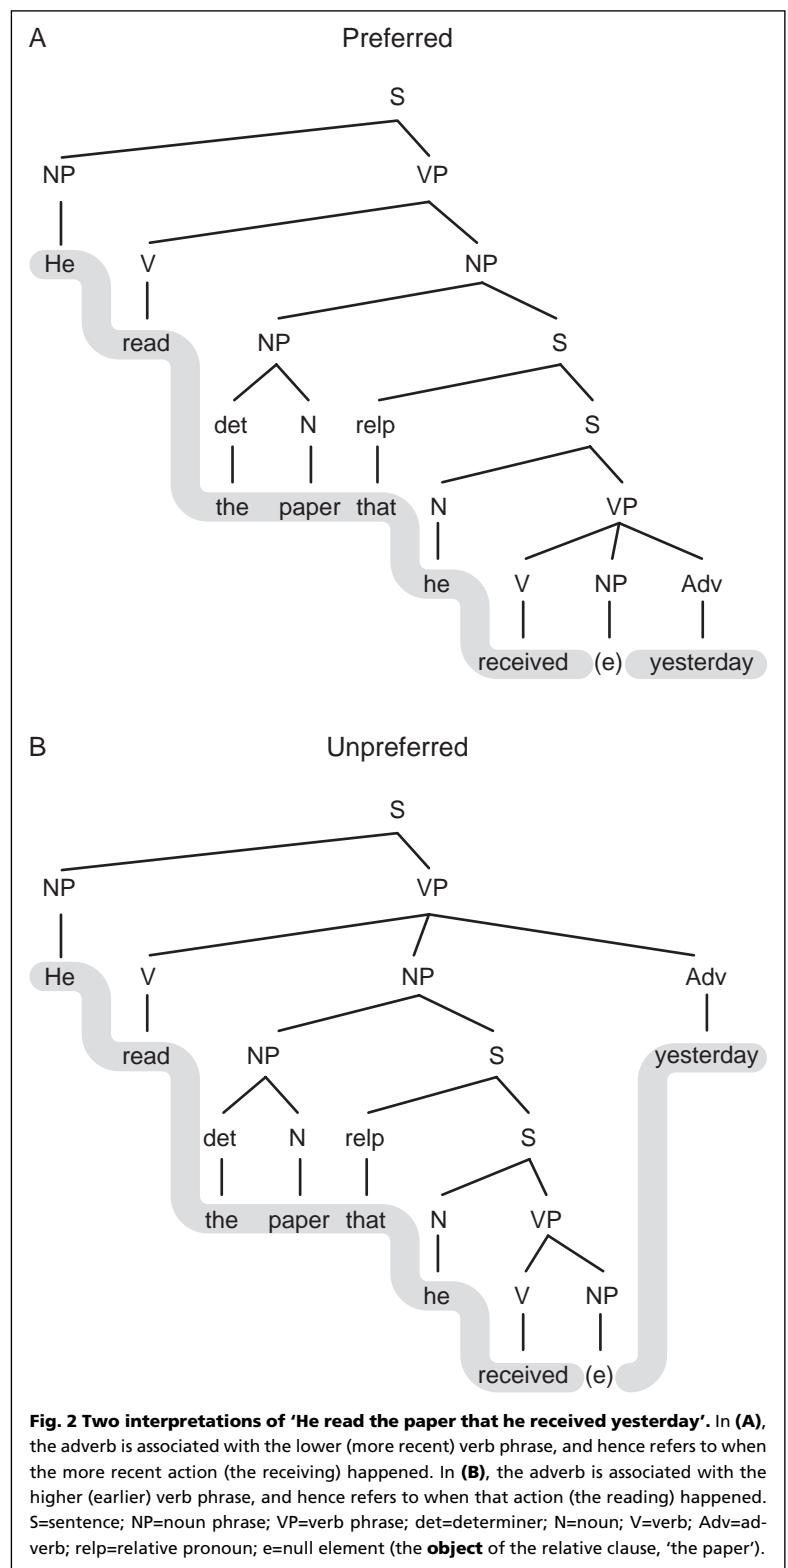 A Preferred
S
NP VP
He V NP
read NP S
det N relp S
the paper that N VP
he V NP Adv
received (e) yesterday
B Unpreferred
S
NP VP
He V NP Adv
read NP S yesterday
det N relp S
the paper that N VP
he V NP
received (e)
Fig. 2 Two interpretations of ‘He read the paper that he received yesterday’. In (A),
the adverb is associated with the lower (more recent) verb phrase, and hence refers to when
the more recent action (the receiving) happened. In (B), the adverb is associated with the
higher (earlier) verb phrase, and hence refers to when that action (the reading) happened.
S=sentence; NP=noun phrase; VP=verb phrase; det=determiner; N=noun; V=verb; Adv=ad-
verb; relp=relative pronoun; e=null element (the object of the relative clause, ‘the paper’).